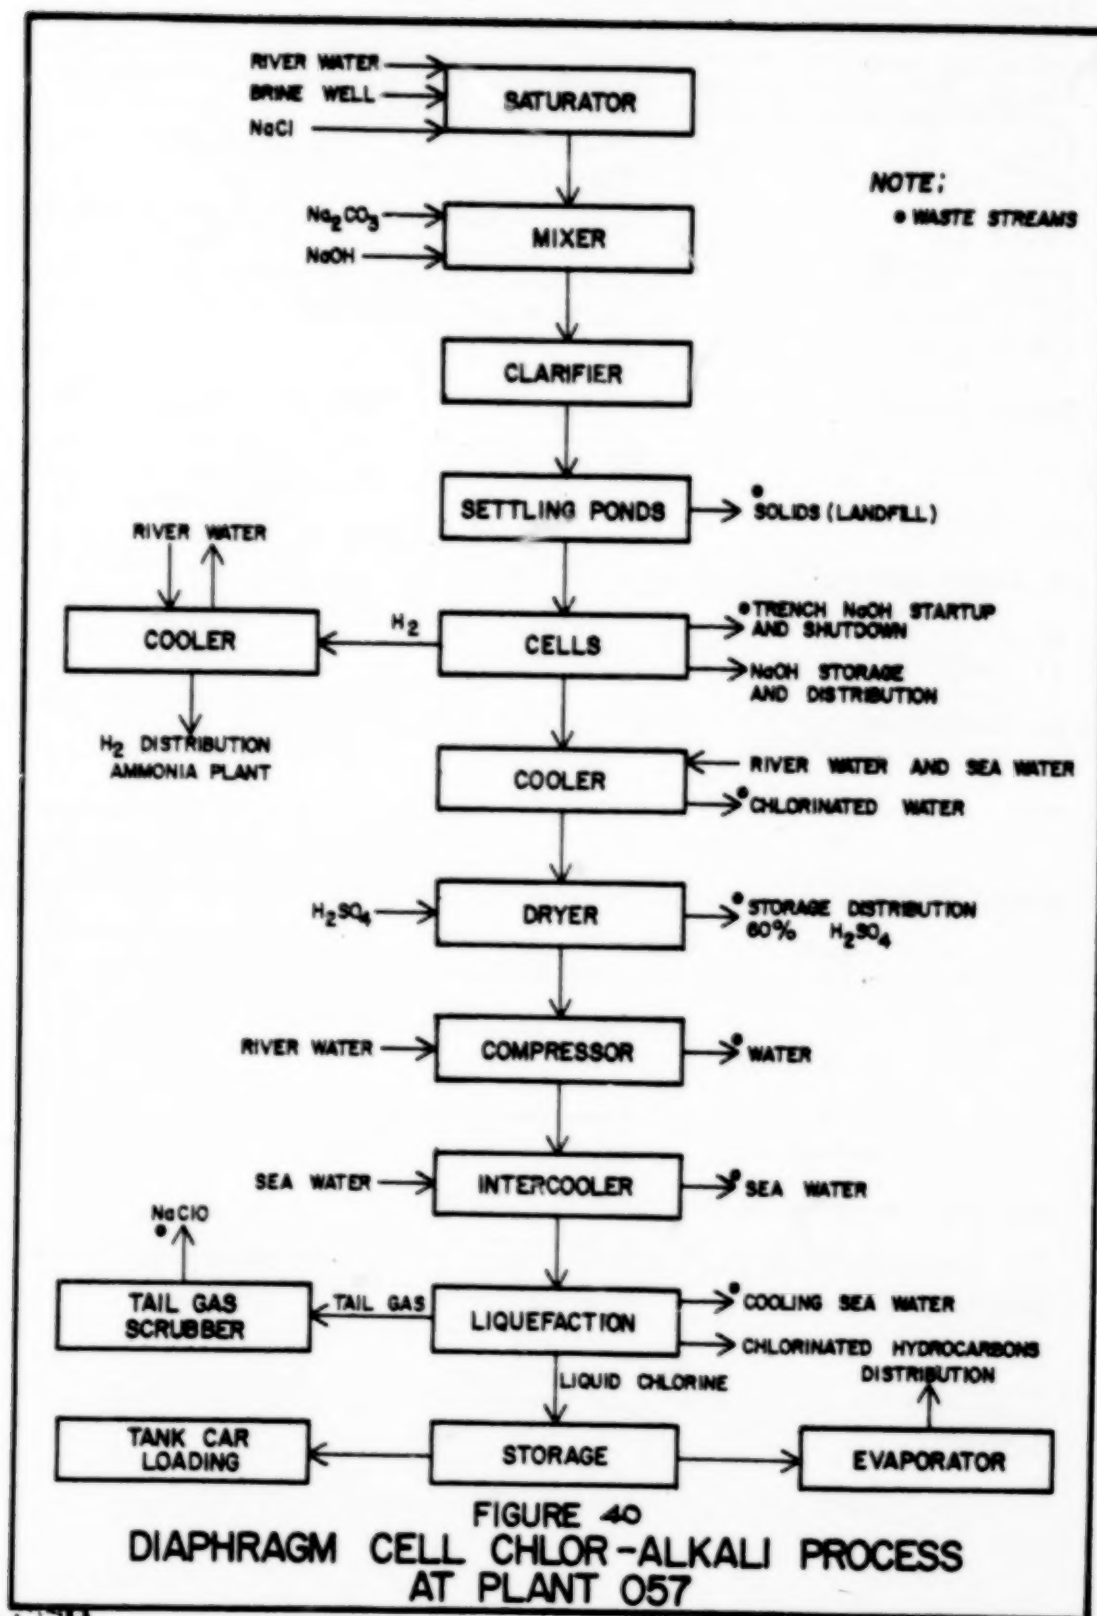 RIVER WATER
BRINE WELL
NaCl
SATURATOR
NOTE:
• WASTE STREAMS
Na2CO3
NaOH
MIXER
CLARIFIER
SETTLING PONDS
• SOLIDS (LANDFILL)
RIVER WATER
COOLER
H2
CELLS
• TRENCH NaOH STARTUP
AND SHUTDOWN
NaOH STORAGE
AND DISTRIBUTION
H2 DISTRIBUTION
AMMONIA PLANT
COOLER
RIVER WATER AND SEA WATER
• CHLORINATED WATER
H2SO4
DRYER
• STORAGE DISTRIBUTION
60% H2SO4
RIVER WATER
COMPRESSOR
• WATER
SEA WATER
INTERCOOLER
• SEA WATER
NaClO
•
TAIL GAS
SCRUBBER
TAIL GAS
LIQUEFACTION
• COOLING SEA WATER
CHLORINATED HYDROCARBONS
DISTRIBUTION
LIQUID CHLORINE
TANK CAR
LOADING
STORAGE
EVAPORATOR
FIGURE 40
DIAPHRAGM CELL CHLOR-ALKALI PROCESS
AT PLANT 057